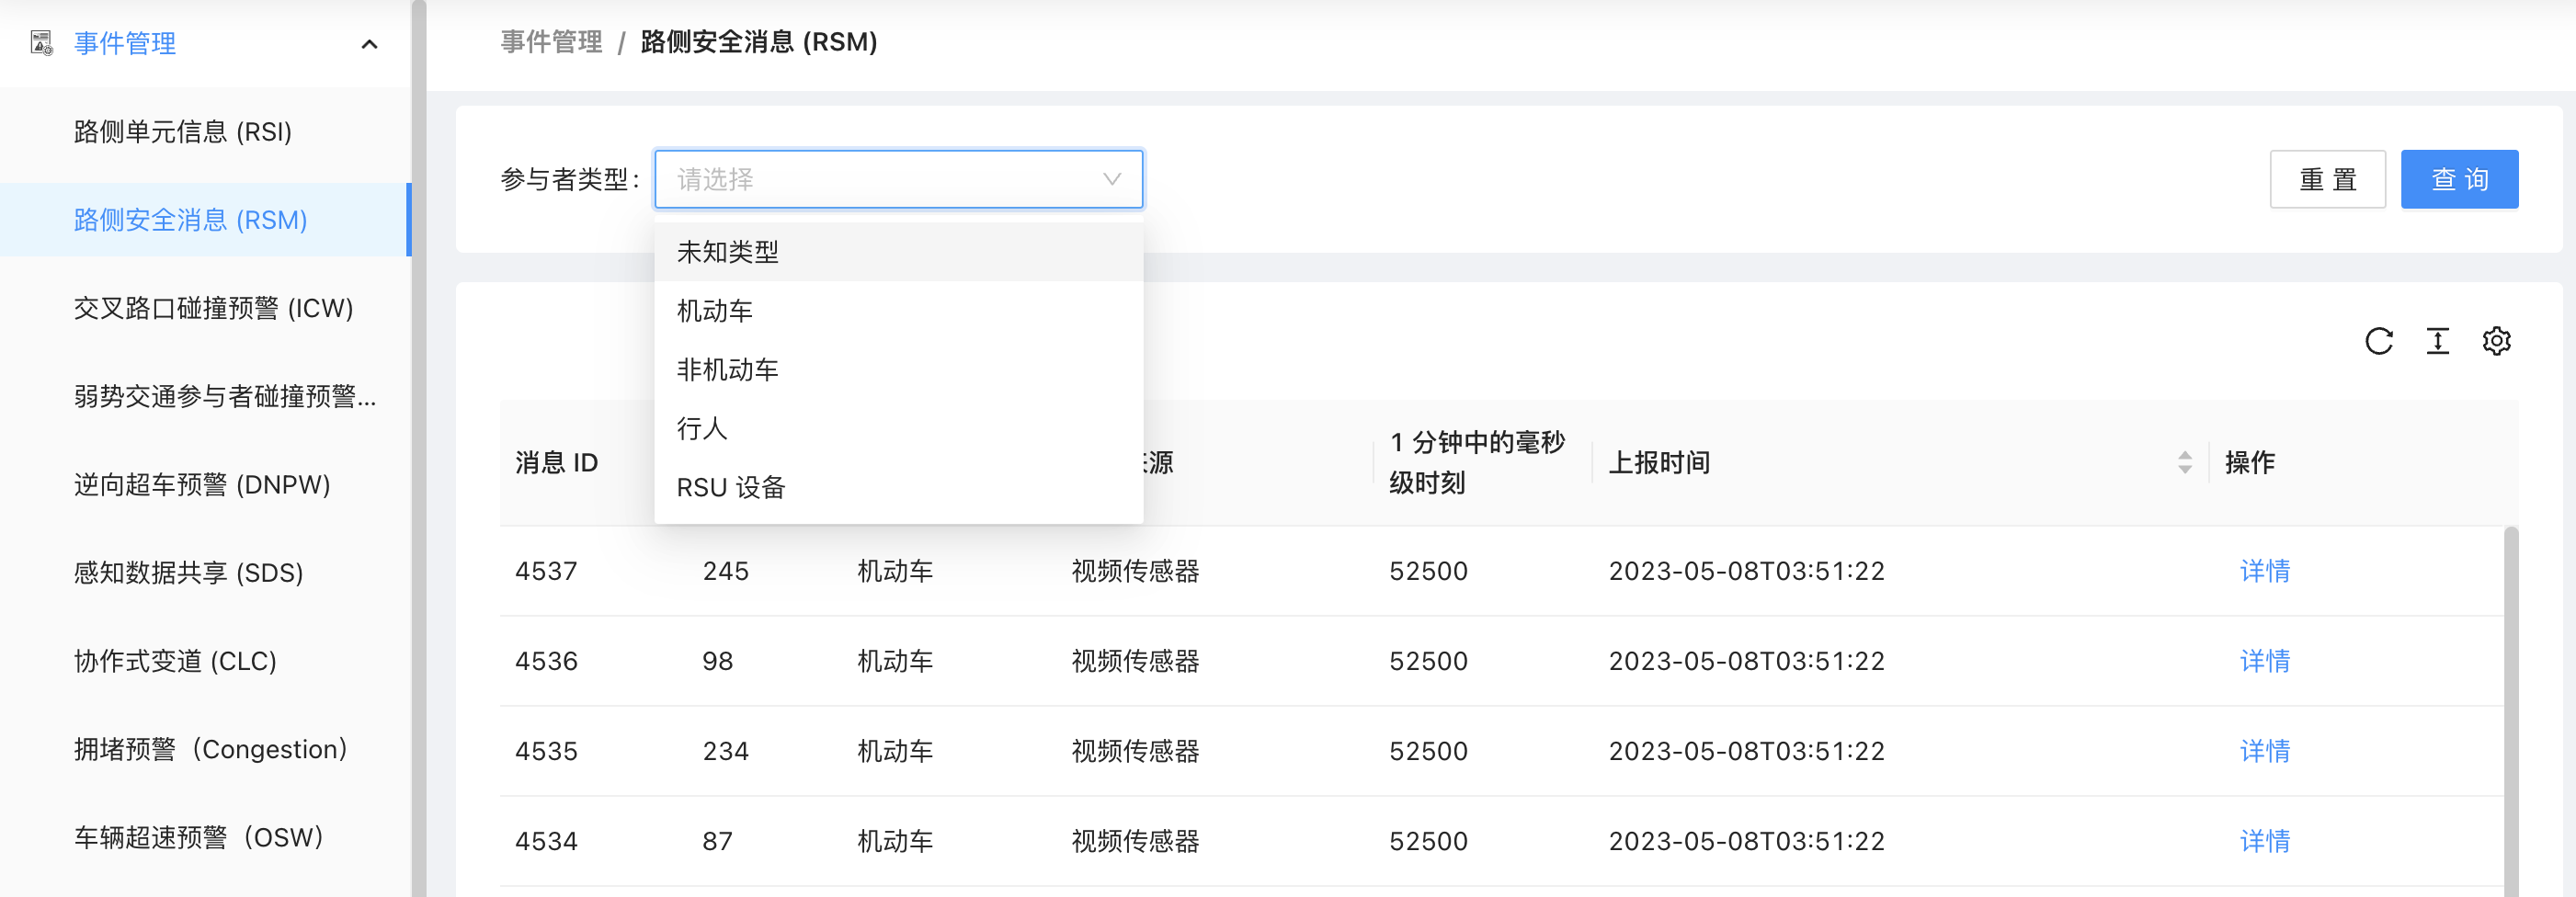 事件管理
路侧单元信息 (RSI)
路侧安全消息 (RSM)
交叉路口碰撞预警 (ICW)
弱势交通参与者碰撞预警...
逆向超车预警 (DNPW)
感知数据共享 (SDS)
协作式变道 (CLC)
拥堵预警（Congestion）
车辆超速预警（OSW）
事件管理 / 路侧安全消息 (RSM)
参与者类型： 请选择
重 置 查 询
未知类型
机动车
非机动车
行人
RSU 设备
消息 ID 源 1 分钟中的毫秒
级时刻 上报时间 操作
4537 245 机动车 视频传感器 52500 2023-05-08T03:51:22 详情
4536 98 机动车 视频传感器 52500 2023-05-08T03:51:22 详情
4535 234 机动车 视频传感器 52500 2023-05-08T03:51:22 详情
4534 87 机动车 视频传感器 52500 2023-05-08T03:51:22 详情